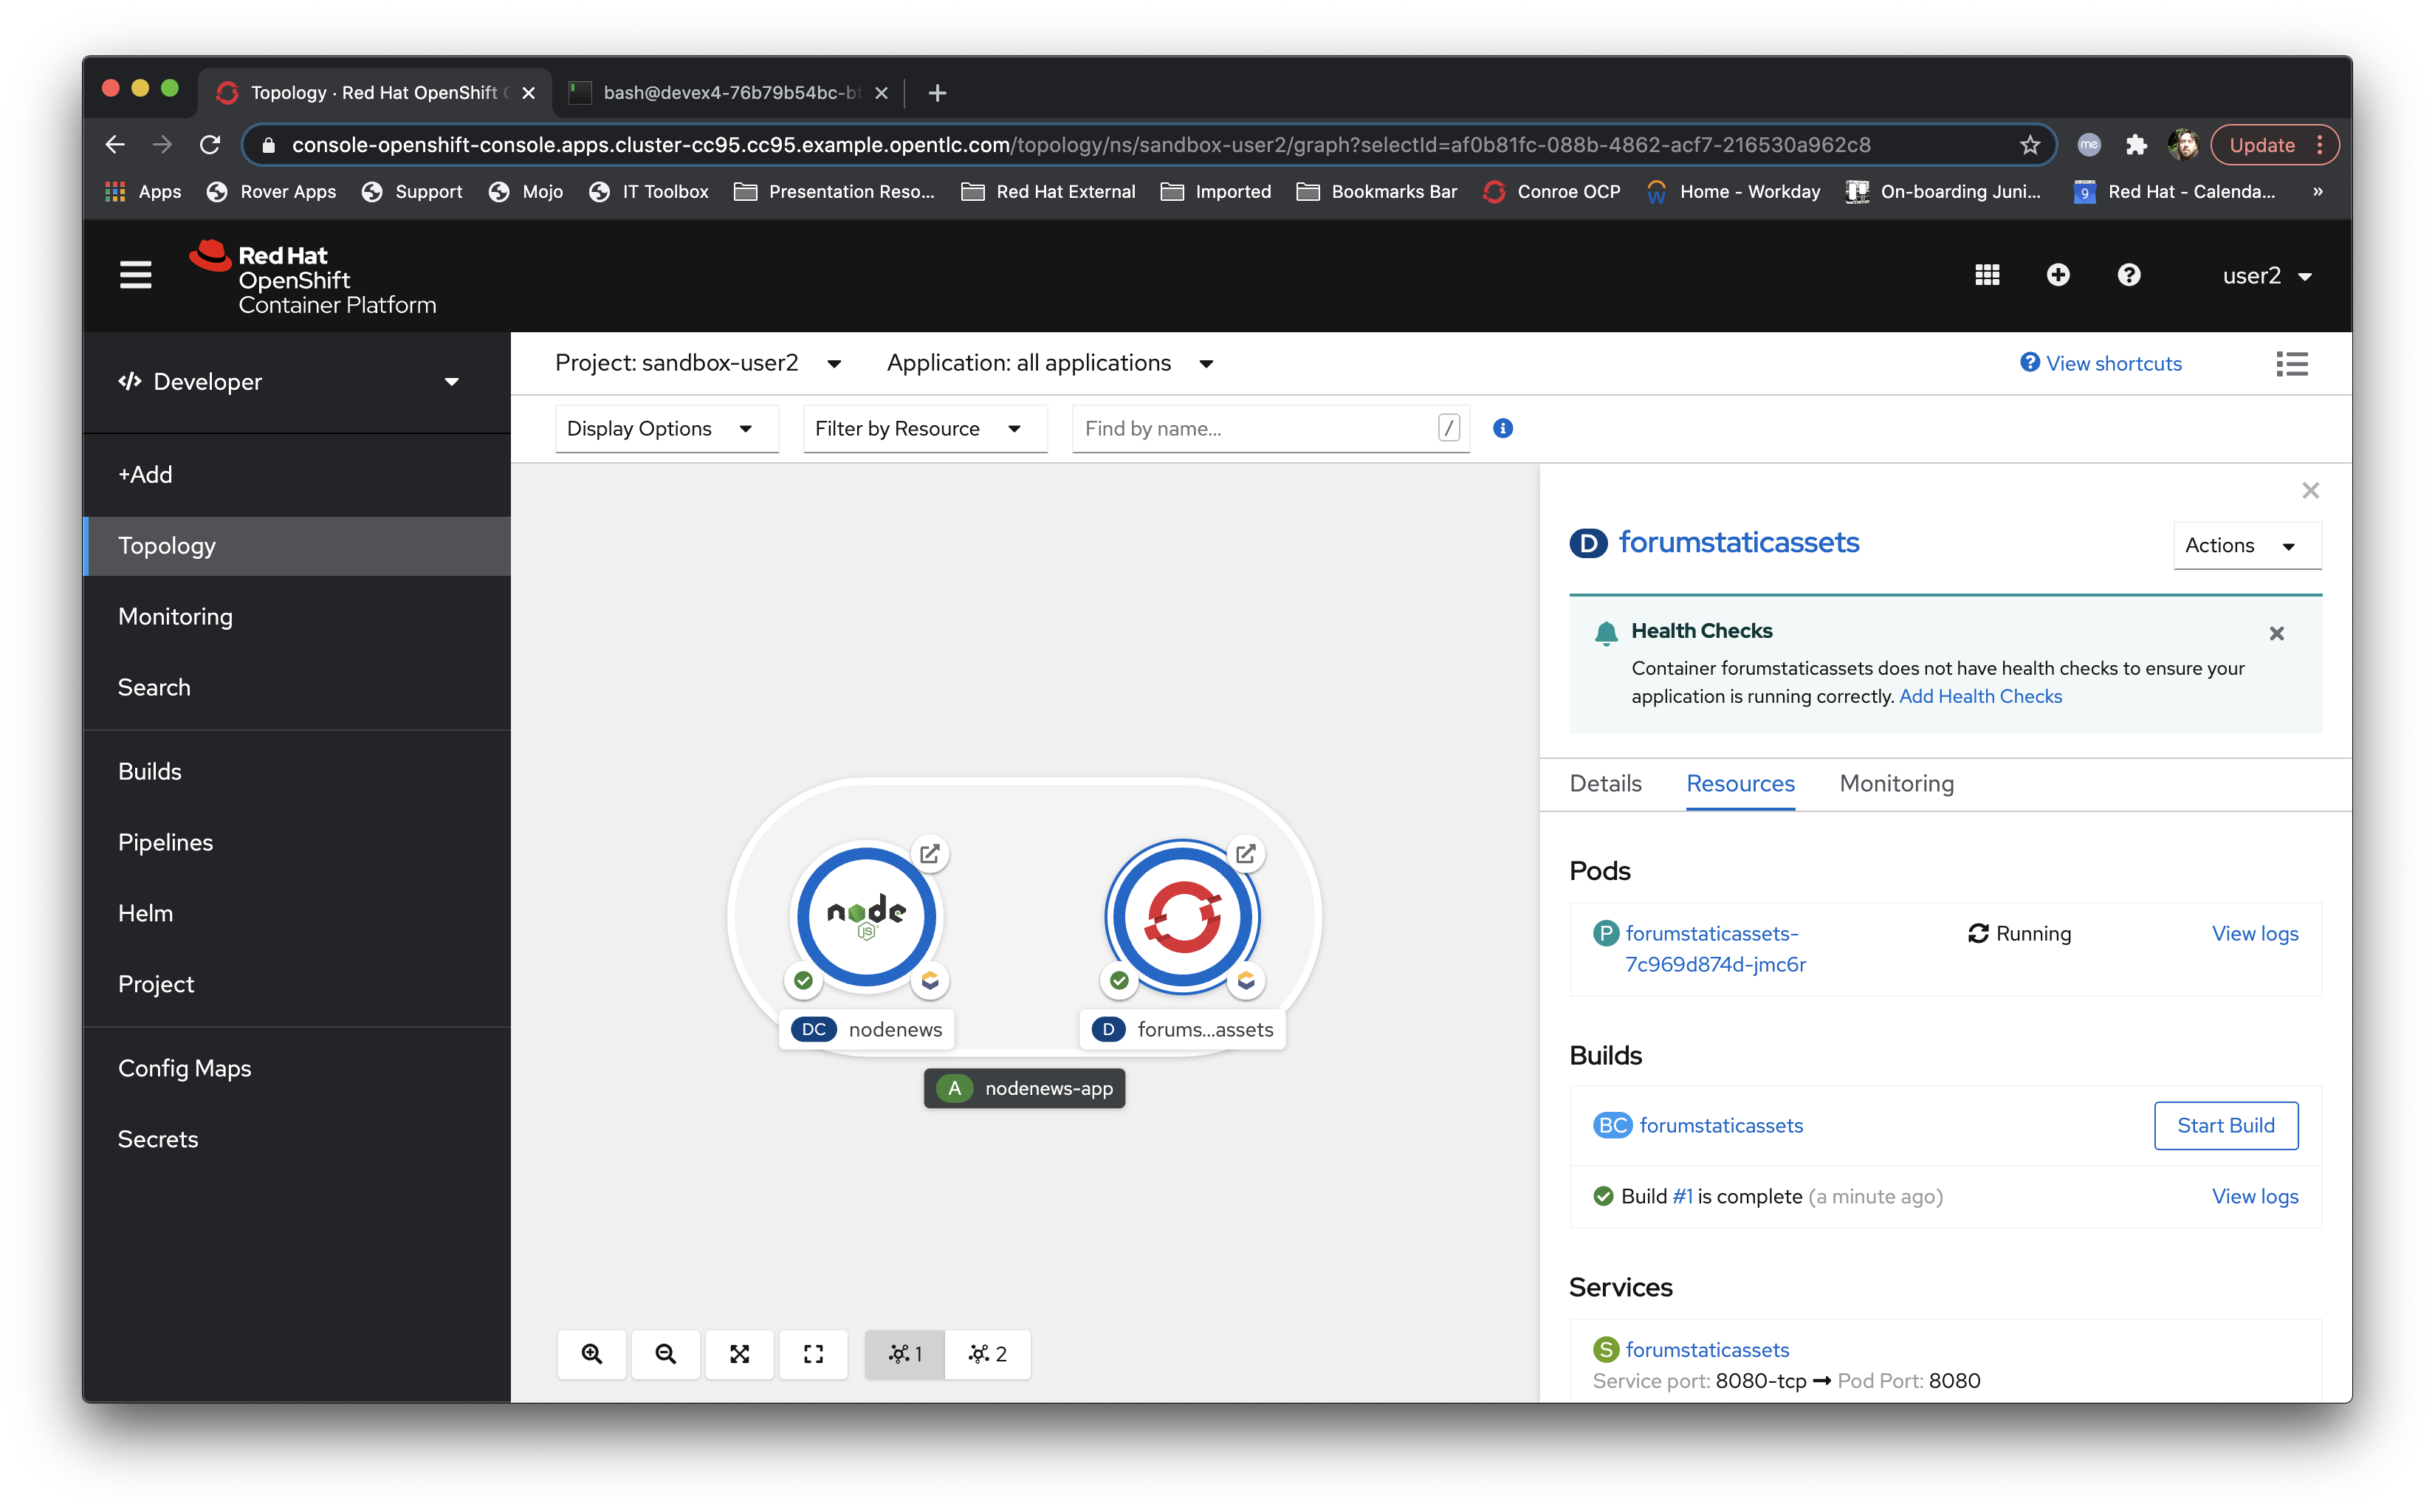 Topology · Red Hat OpenShift
bash@devex4-76b79b54bc-bt
console-openshift-console.apps.cluster-cc95.cc95.example.opentlc.com/topology/ns/sandbox-user2/graph?selectId=af0b81fc-088b-4862-acf7-216530a962c8
me
Update
Apps
Rover Apps
Support
Mojo
IT Toolbox
Presentation Reso...
Red Hat External
Imported
Bookmarks Bar
Conroe OCP
Home - Workday
On-boarding Juni...
9
Red Hat - Calenda...
»
Red Hat
OpenShift
Container Platform
user2
Developer
+Add
Topology
Monitoring
Search
Builds
Pipelines
Helm
Project
Config Maps
Secrets
Project: sandbox-user2
Application: all applications
View shortcuts
Display Options
Filter by Resource
Find by name...
/
node
JS
DC nodenews
D forums...assets
A nodenews-app
1
2
D forumstaticassets
Actions
Health Checks
Container forumstaticassets does not have health checks to ensure your
application is running correctly. Add Health Checks
Details
Resources
Monitoring
Pods
P forumstaticassets-
7c969d874d-jmc6r
Running
View logs
Builds
BC forumstaticassets
Start Build
Build #1 is complete (a minute ago)
View logs
Services
S forumstaticassets
Service port: 8080-tcp → Pod Port: 8080